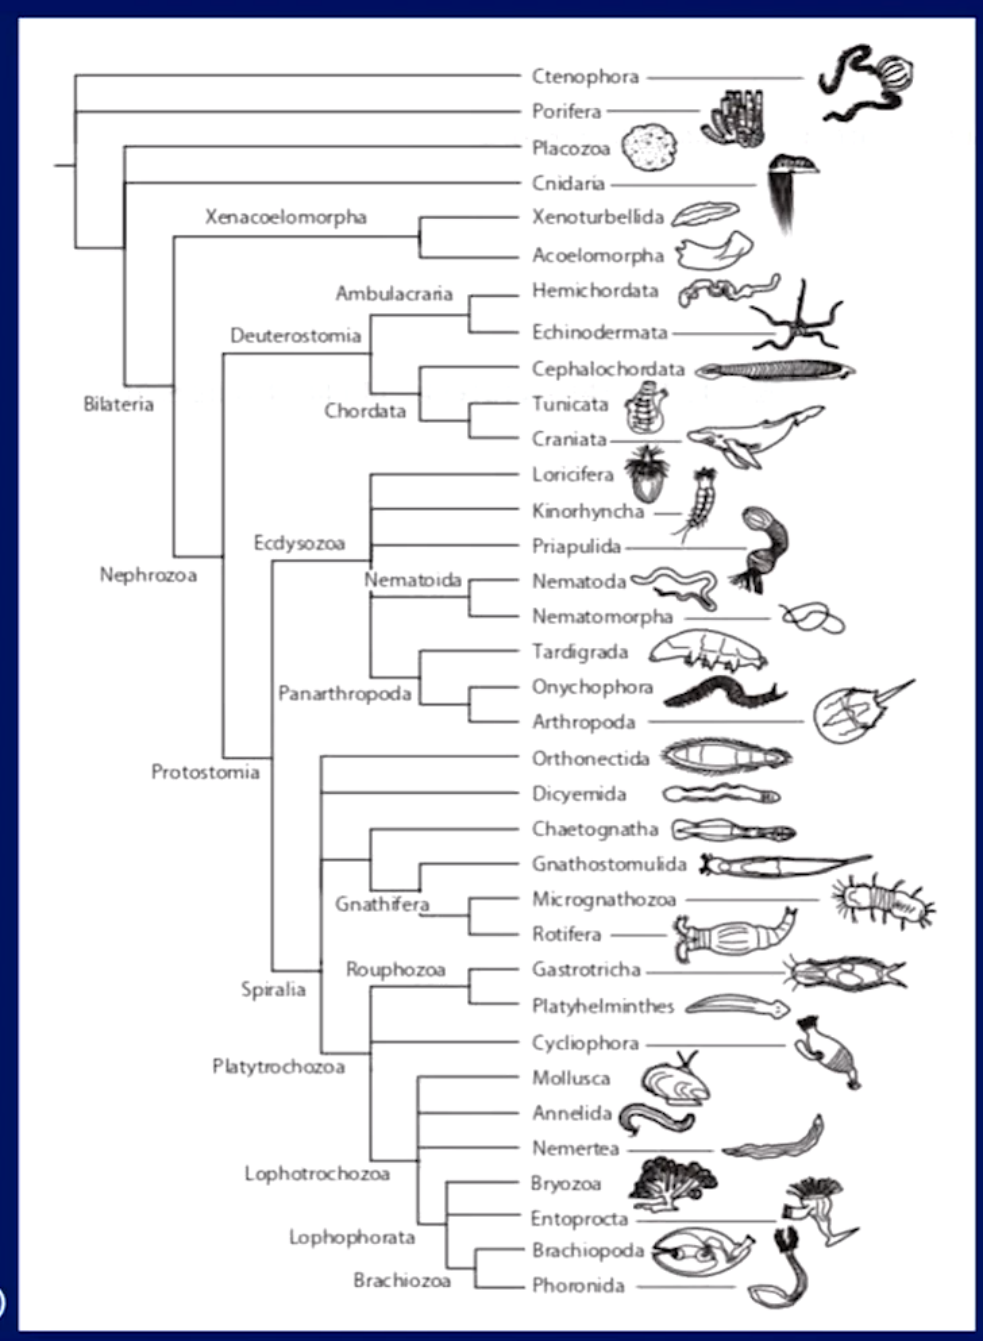 Ctenophora
Porifera
Placozoa
Cnidaria
Xenacoelomorpha
Xenoturbellida
Acoelomorpha
Ambulacraria
Hemichordata
Deuterostomia
Echinodermata
Cephalochordata
Bilateria
Chordata
Tunicata
Craniata
Loricifera
Kinorhyncha
Ecdysozoa
Priapulida
Nephrozoa
Nematoida
Nematoda
Nematomorpha
Tardigrada
Panarthropoda
Onychophora
Arthropoda
Orthonectida
Protostomia
Dicyemida
Chaetognatha
Gnathostomulida
Gnathifera
Micrognathozoa
Rotifera
Rouphozoa
Gastrotricha
Spiralia
Platyhelminthes
Cycliophora
Platytrochozoa
Mollusca
Annelida
Nemertea
Lophotrochozoa
Bryozoa
Entoprocta
Lophophorata
Brachiopoda
Brachiozoa
Phoronida